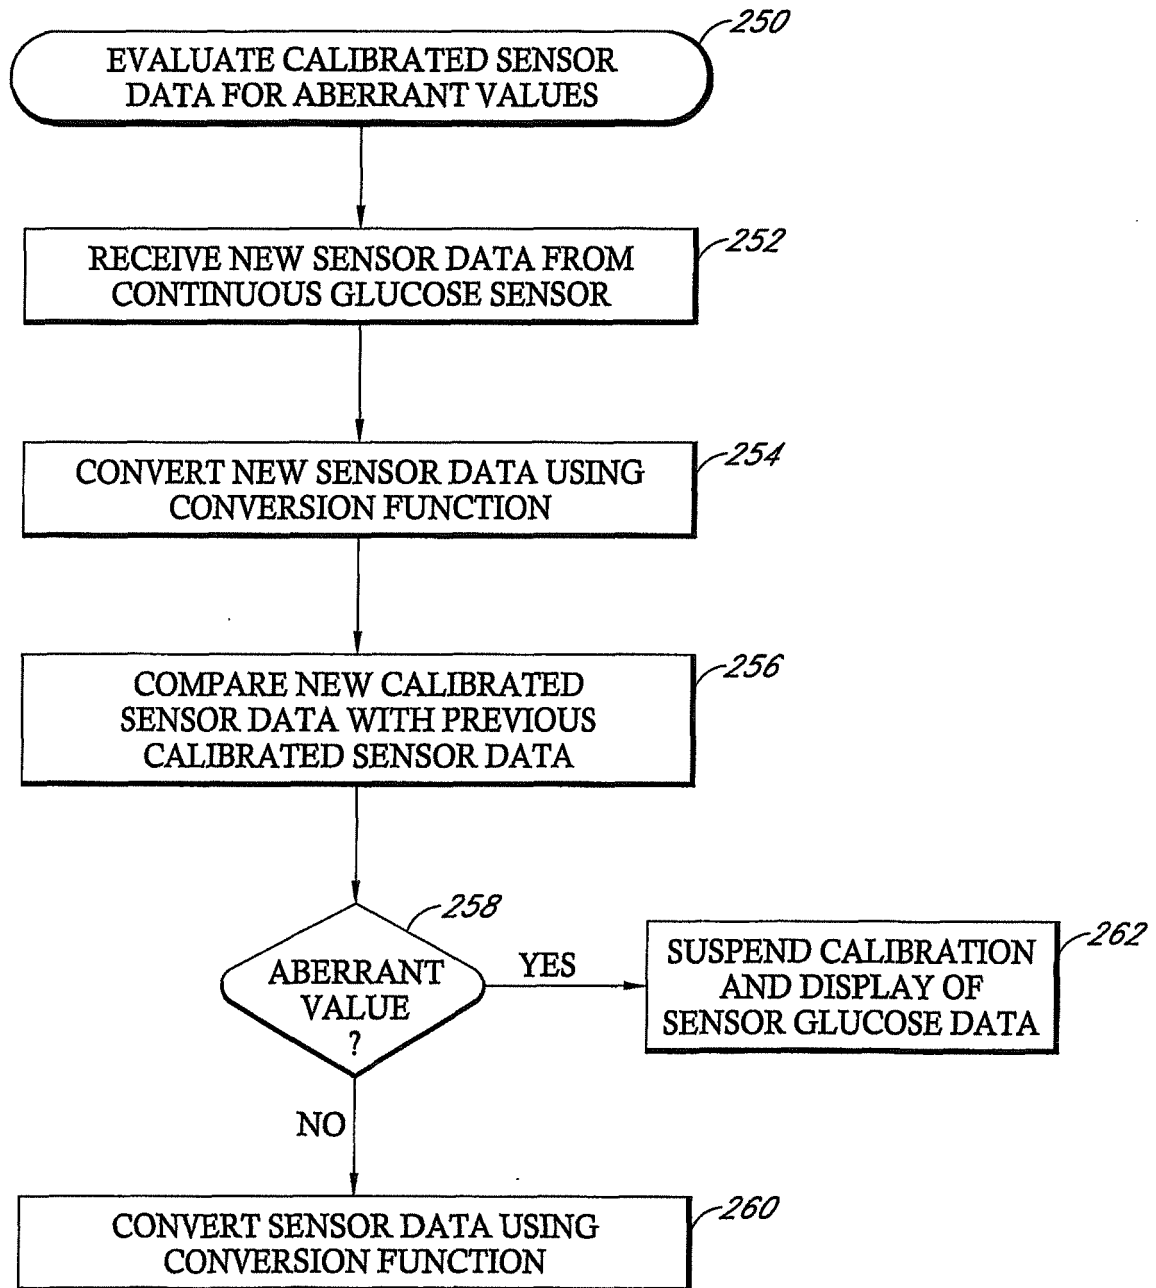 250
EVALUATE CALIBRATED SENSOR
DATA FOR ABERRANT VALUES
252
RECEIVE NEW SENSOR DATA FROM
CONTINUOUS GLUCOSE SENSOR
254
CONVERT NEW SENSOR DATA USING
CONVERSION FUNCTION
256
COMPARE NEW CALIBRATED
SENSOR DATA WITH PREVIOUS
CALIBRATED SENSOR DATA
258
ABERRANT
VALUE
?
YES
262
SUSPEND CALIBRATION
AND DISPLAY OF
SENSOR GLUCOSE DATA
NO
260
CONVERT SENSOR DATA USING
CONVERSION FUNCTION